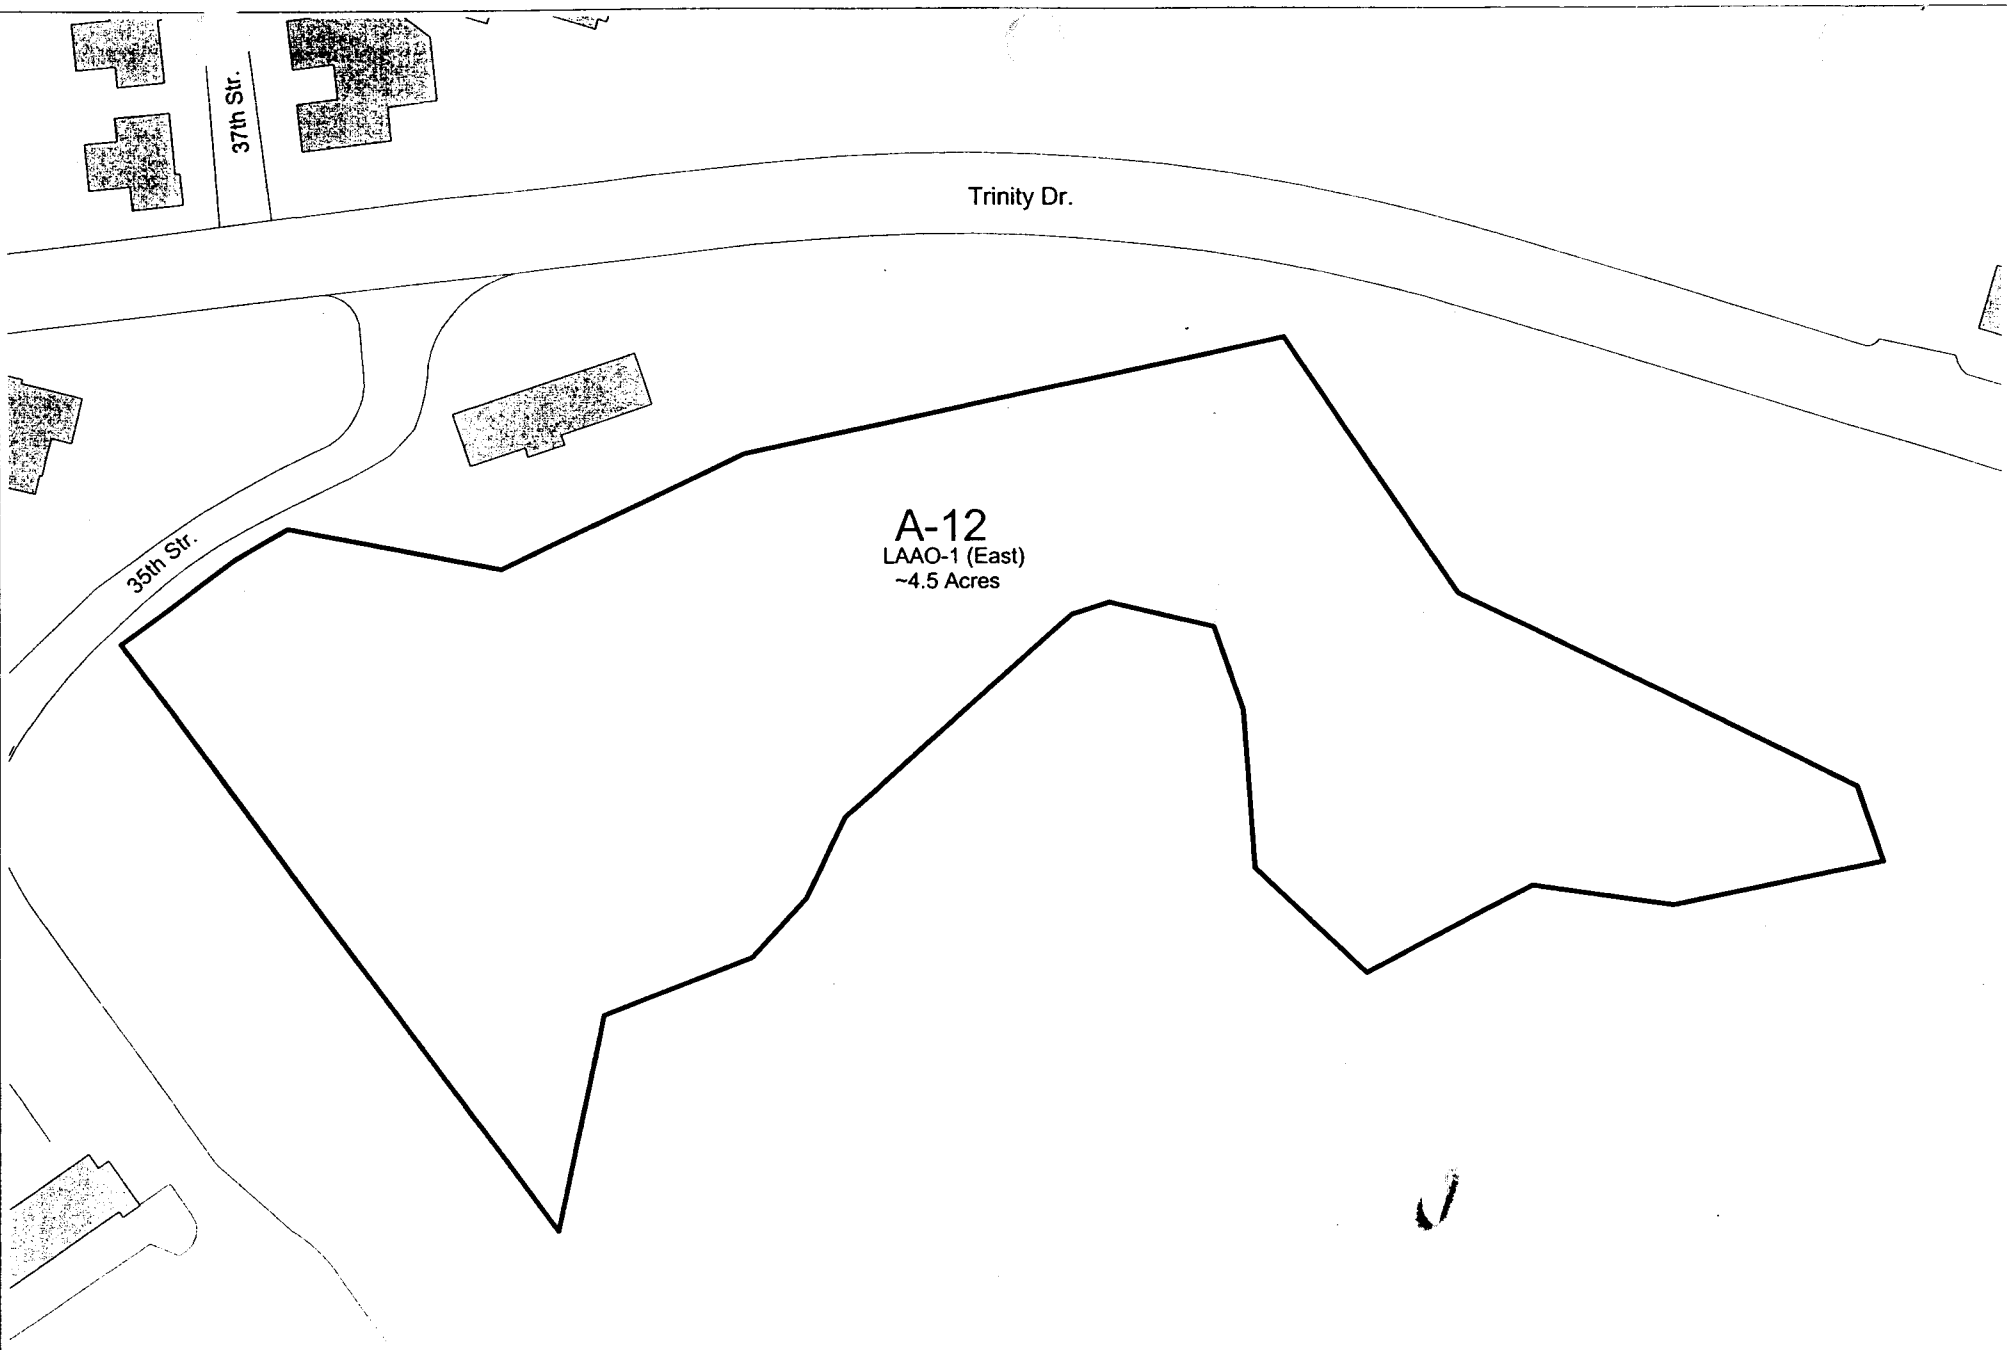 37th Str.
Trinity Dr.
35th Str.
A-12
LAAO-1 (East)
~4.5 Acres